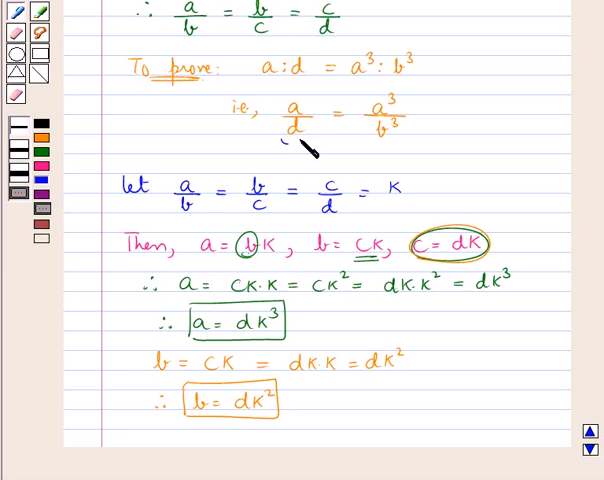 ∴ a/b = b/c = c/d
To prove: a:d = a³:b³
i.e, a/d = a³/b³
let a/b = b/c = c/d = K
Then, a = bK, b = CK, c = dK
∴ a = CK·K = CK² = dK·K² = dK³
∴ a = dK³
b = CK = dK·K = dK²
∴ b = dK²